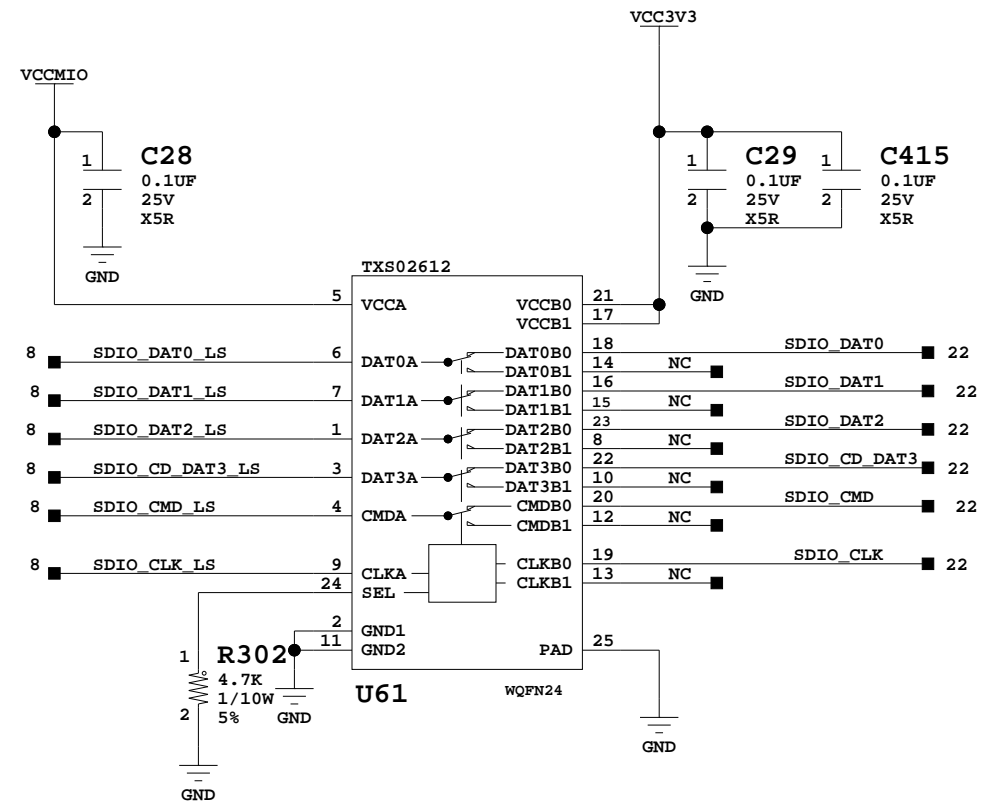 VCC3V3
VCCMIO
1 C28
0.1UF
2 25V
X5R
GND
1 C29
0.1UF
2 25V
X5R
1 C415
0.1UF
2 25V
X5R
GND
TXS02612
5 VCCA
VCCB0 21
VCCB1 17
8 SDIO_DAT0_LS 6 DAT0A
DAT0B0 18 SDIO_DAT0 22
DAT0B1 14 NC
8 SDIO_DAT1_LS 7 DAT1A
DAT1B0 16 SDIO_DAT1 22
DAT1B1 15 NC
8 SDIO_DAT2_LS 1 DAT2A
DAT2B0 23 SDIO_DAT2 22
DAT2B1 8 NC
8 SDIO_CD_DAT3_LS 3 DAT3A
DAT3B0 22 SDIO_CD_DAT3 22
DAT3B1 10 NC
8 SDIO_CMD_LS 4 CMDA
CMDB0 20 SDIO_CMD 22
CMDB1 12 NC
8 SDIO_CLK_LS 9 CLKA
CLKB0 19 SDIO_CLK 22
CLKB1 13 NC
24 SEL
2 GND1
11 GND2
PAD 25
1 R302
4.7K
1/10W
2 5%
GND
U61
WQFN24
GND
GND